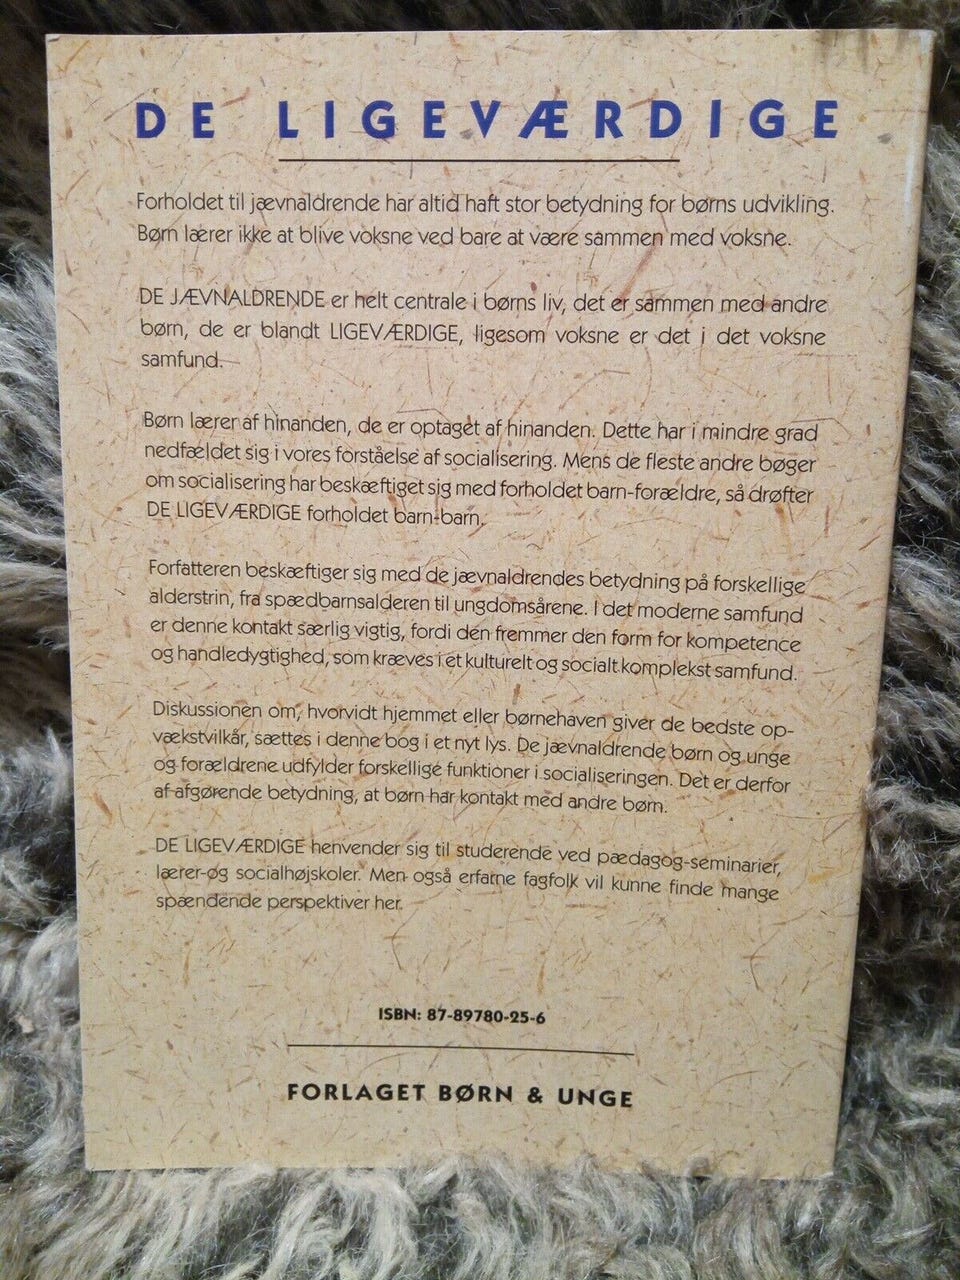 DE LIGEVÆRDIGE
Forholdet til jævnaldrende har altid haft stor betydning for børns udvikling.
Børn lærer ikke at blive voksne ved bare at være sammen med voksne.
DE JÆVNALDRENDE er helt centrale i børns liv, det er sammen med andre
børn, de er blandt LIGEVÆRDIGE, ligesom voksne er det i det voksne
samfund.
Børn lærer af hinanden, de er optaget af hinanden. Dette har i mindre grad
nedfældet sig i vores forståelse af socialisering. Mens de fleste andre bøger
om socialisering har beskæftiget sig med forholdet barn-forældre, så drøfter
DE LIGEVÆRDIGE forholdet barn-barn.
Forfatteren beskæftiger sig med de jævnaldrendes betydning på forskellige
alderstrin, fra spædbarnsalderen til ungdomsårene. I det moderne samfund
er denne kontakt særlig vigtig, fordi den fremmer den form for kompetence
og handledygtighed, som kræves i et kulturelt og socialt komplekst samfund.
Diskussionen om, hvorvidt hjemmet eller børnehaven giver de bedste op-
vækstvilkår, sættes i denne bog i et nyt lys. De jævnaldrende børn og unge
og forældrene udfylder forskellige funktioner i socialiseringen. Det er derfor
af afgørende betydning, at børn har kontakt med andre børn.
DE LIGEVÆRDIGE henvender sig til studerende ved pædagog-seminarier,
lærer-og socialhøjskoler. Men også erfarne fagfolk vil kunne finde mange
spændende perspektiver her.
ISBN: 87-89780-25-6
FORLAGET BØRN & UNGE